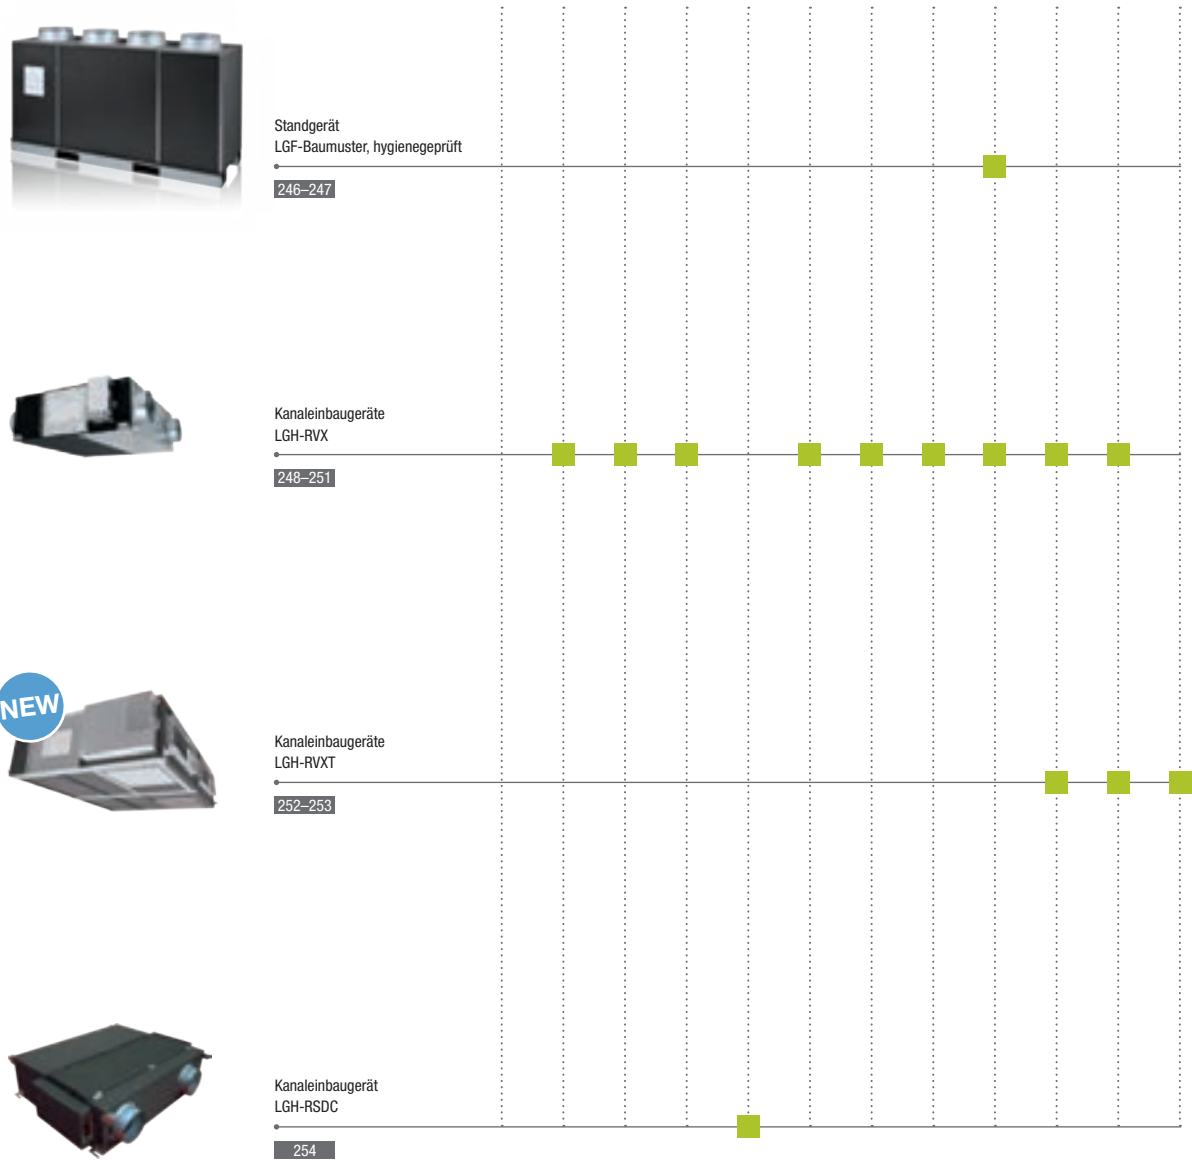 Standgerät
LGF-Baumuster, hygienegeprüft
246–247
Kanaleinbaugeräte
LGH-RVX
248–251
NEW
Kanaleinbaugeräte
LGH-RVXT
252–253
Kanaleinbaugerät
LGH-RSDC
254